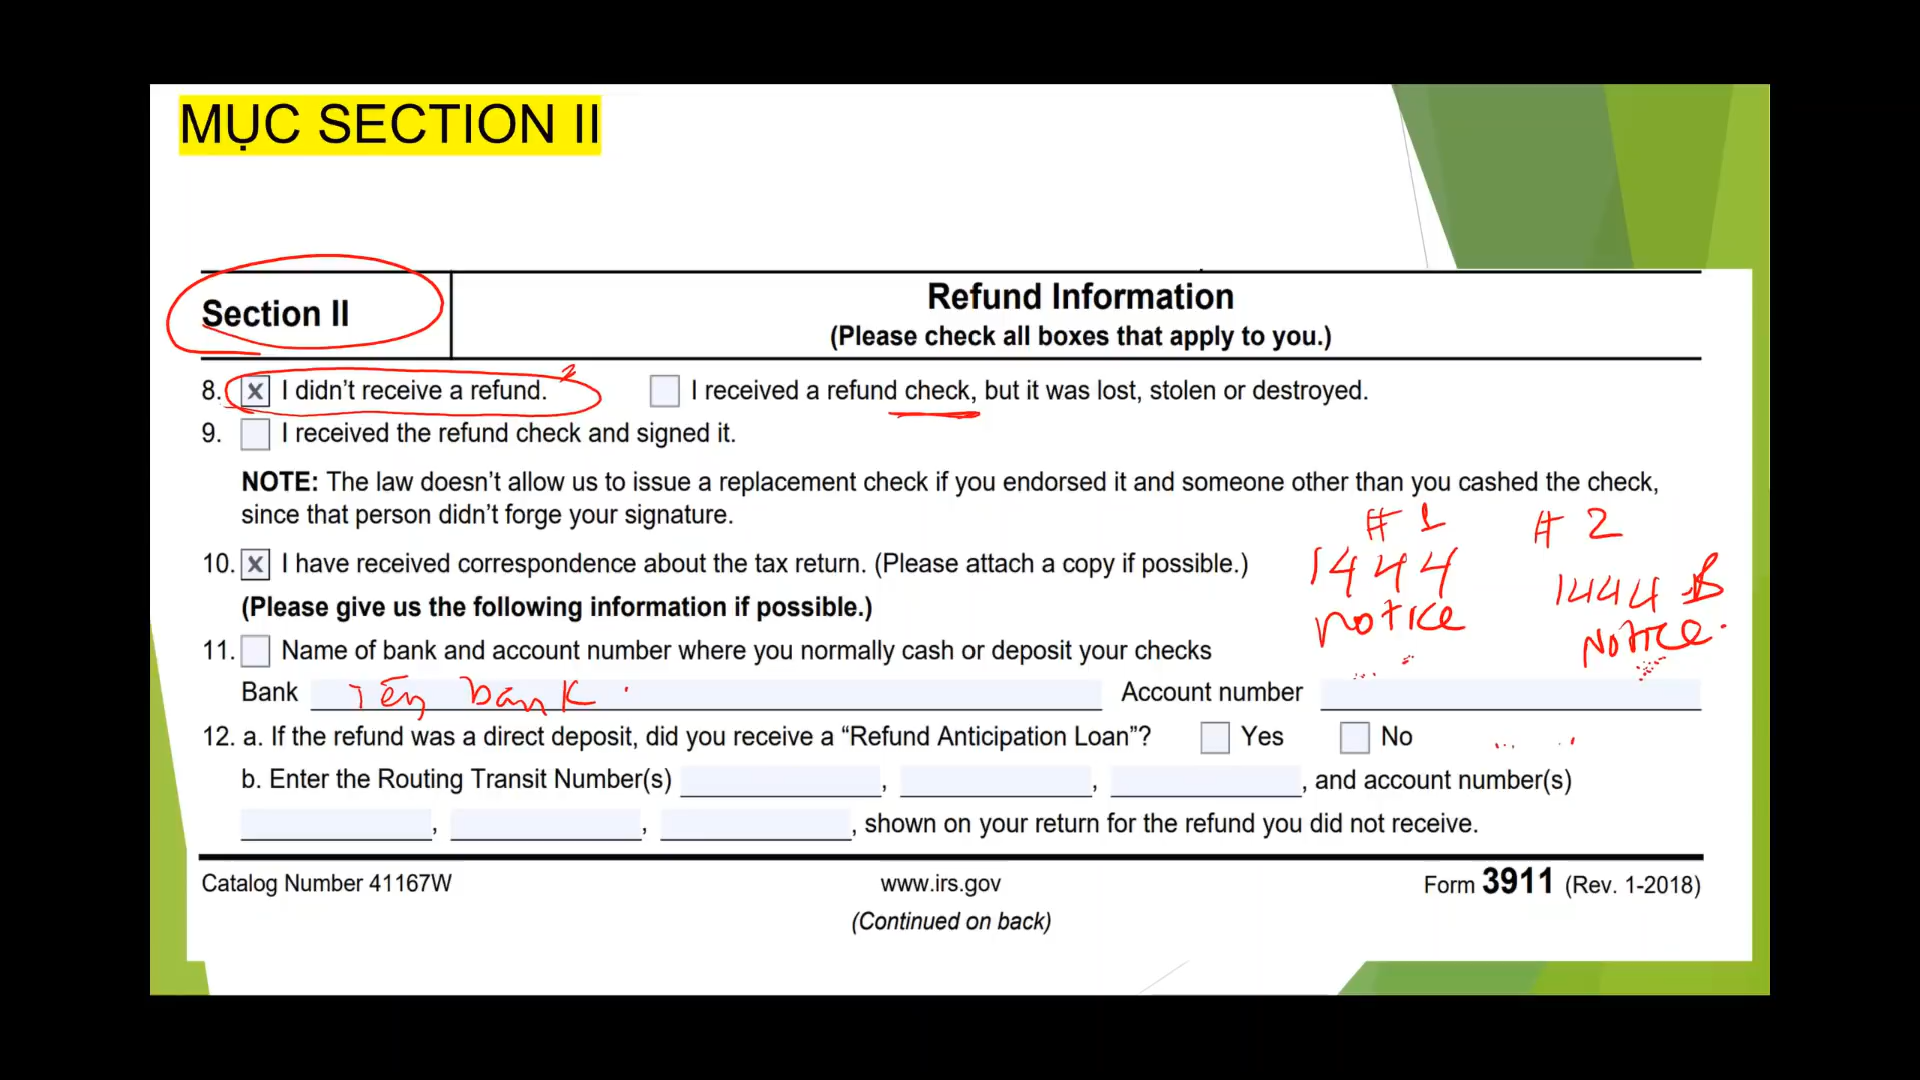 MỤC SECTION II
Section II
Refund Information
(Please check all boxes that apply to you.)
8. X I didn't receive a refund. I received a refund check, but it was lost, stolen or destroyed.
9. I received the refund check and signed it.
NOTE: The law doesn't allow us to issue a replacement check if you endorsed it and someone other than you cashed the check,
since that person didn't forge your signature.
# 1 # 2
10. X I have received correspondence about the tax return. (Please attach a copy if possible.)
1444 1444 B
(Please give us the following information if possible.)
notice Notice.
11. Name of bank and account number where you normally cash or deposit your checks
Bank Tên bank Account number
12. a. If the refund was a direct deposit, did you receive a “Refund Anticipation Loan”? Yes No
b. Enter the Routing Transit Number(s) , , , and account number(s)
, , , shown on your return for the refund you did not receive.
Catalog Number 41167W www.irs.gov Form 3911 (Rev. 1-2018)
(Continued on back)